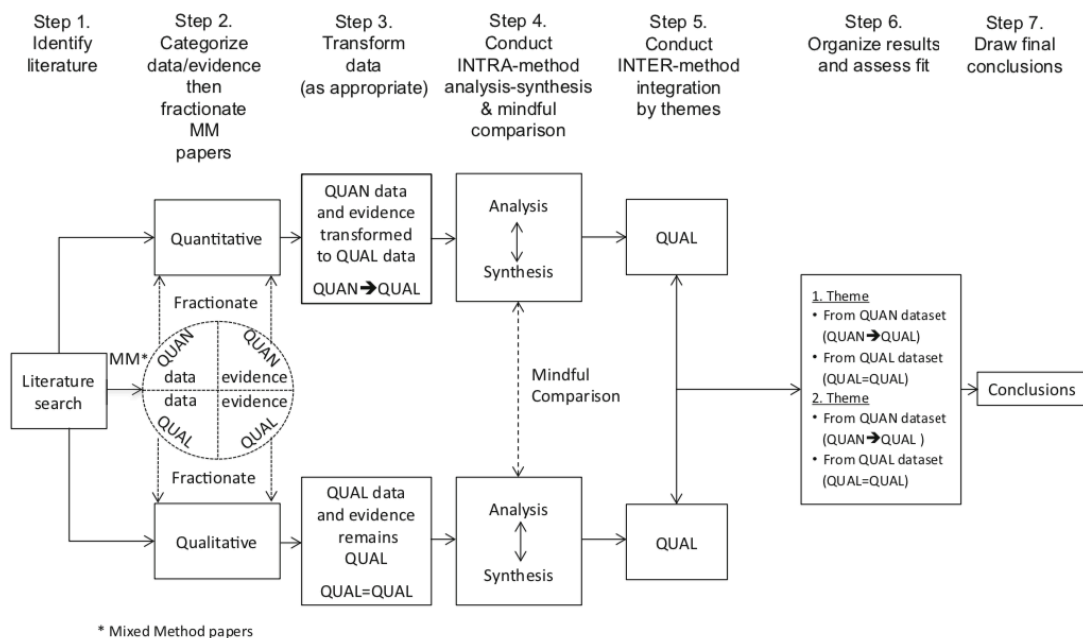 Step 1.
Identify
literature
Step 2.
Categorize
data/evidence
then
fractionate
MM
papers
Step 3.
Transform
data
(as appropriate)
Step 4.
Conduct
INTRA-method
analysis-synthesis
& mindful
comparison
Step 5.
Conduct
INTER-method
integration
by themes
Step 6.
Organize results
and assess fit
Step 7.
Draw final
conclusions
Literature
search
MM*
Quantitative
Fractionate
QUAN
QUAN
data
evidence
data
evidence
QUAL
QUAL
Fractionate
Qualitative
QUAN data
and evidence
transformed
to QUAL data
QUAN➔QUAL
QUAL data
and evidence
remains
QUAL
QUAL=QUAL
Analysis
Synthesis
Mindful
Comparison
Analysis
Synthesis
QUAL
QUAL
1. Theme
• From QUAN dataset
(QUAN➔QUAL)
• From QUAL dataset
(QUAL=QUAL)
2. Theme
• From QUAN dataset
(QUAN➔QUAL )
• From QUAL dataset
(QUAL=QUAL)
Conclusions
* Mixed Method papers